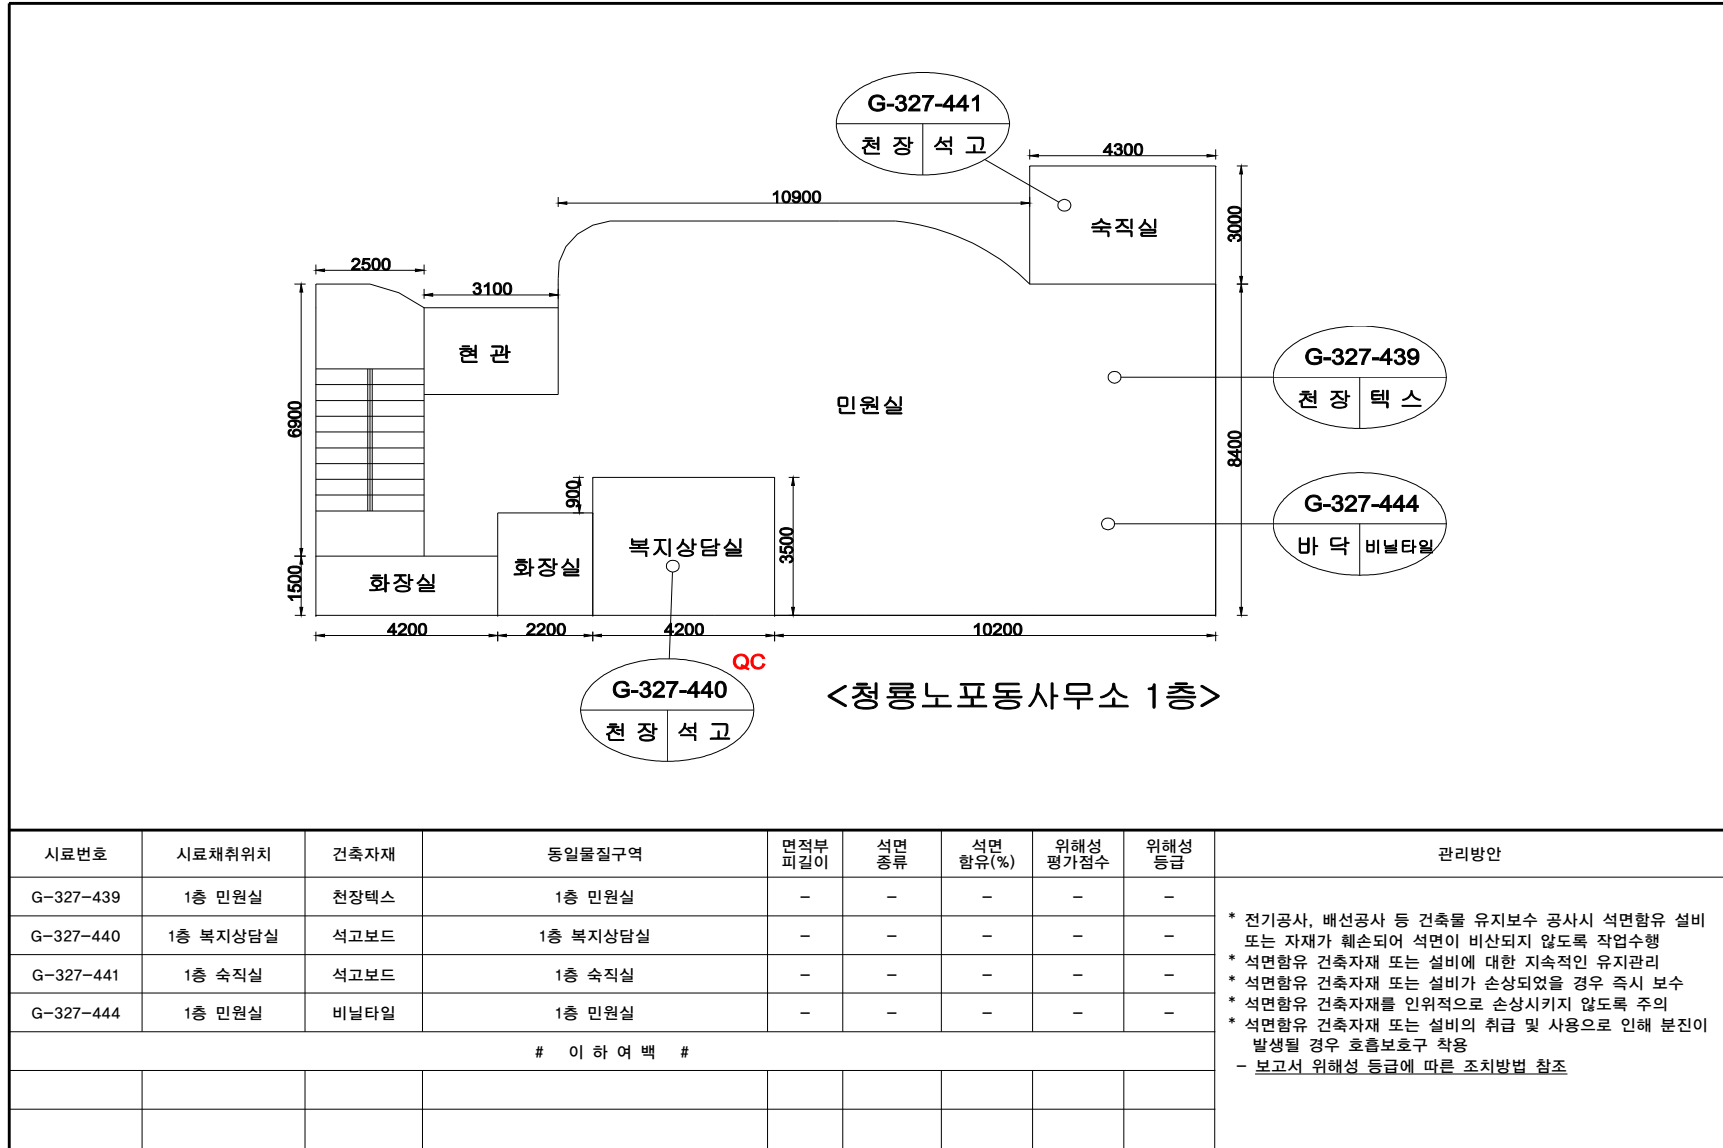 G-327-441
천 장 석 고
4300
10900
숙직실
3000
2500
3100
현 관
G-327-439
천 장 텍 스
민원실
6900
8400
900
G-327-444
바 닥 비닐타일
복지상담실
3500
화장실
화장실
1500
4200 2200 4200 10200
QC
G-327-440
천 장 석 고
<청룡노포동사무소 1층>
시료번호 시료채취위치 건축자재 동일물질구역 면적부피길이 석면종류 석면함유(%) 위해성평가점수 위해성등급 관리방안
G-327-439 1층 민원실 천장텍스 1층 민원실 - - - - -
G-327-440 1층 복지상담실 석고보드 1층 복지상담실 - - - - -
G-327-441 1층 숙직실 석고보드 1층 숙직실 - - - - -
G-327-444 1층 민원실 비닐타일 1층 민원실 - - - - -
# 이 하 여 백 #
* 전기공사, 배선공사 등 건축물 유지보수 공사시 석면함유 설비
또는 자재가 훼손되어 석면이 비산되지 않도록 작업수행
* 석면함유 건축자재 또는 설비에 대한 지속적인 유지관리
* 석면함유 건축자재 또는 설비가 손상되었을 경우 즉시 보수
* 석면함유 건축자재를 인위적으로 손상시키지 않도록 주의
* 석면함유 건축자재 또는 설비의 취급 및 사용으로 인해 분진이
발생될 경우 호흡보호구 착용
- 보고서 위해성 등급에 따른 조치방법 참조